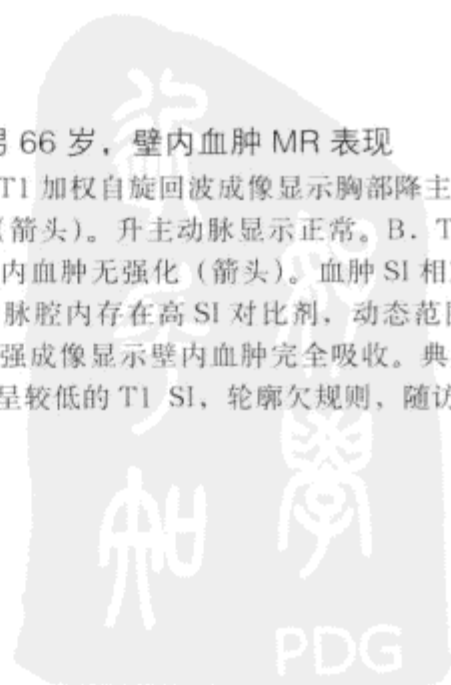 男 66 岁，壁内血肿 MR 表现
T1 加权自旋回波成像显示胸部降主
（箭头）。升主动脉显示正常。B．T
内血肿无强化（箭头）。血肿 SI 相
脉腔内存在高 SI 对比剂，动态范围
强成像显示壁内血肿完全吸收。典
呈较低的 T1 SI，轮廓欠规则，随访
PDG